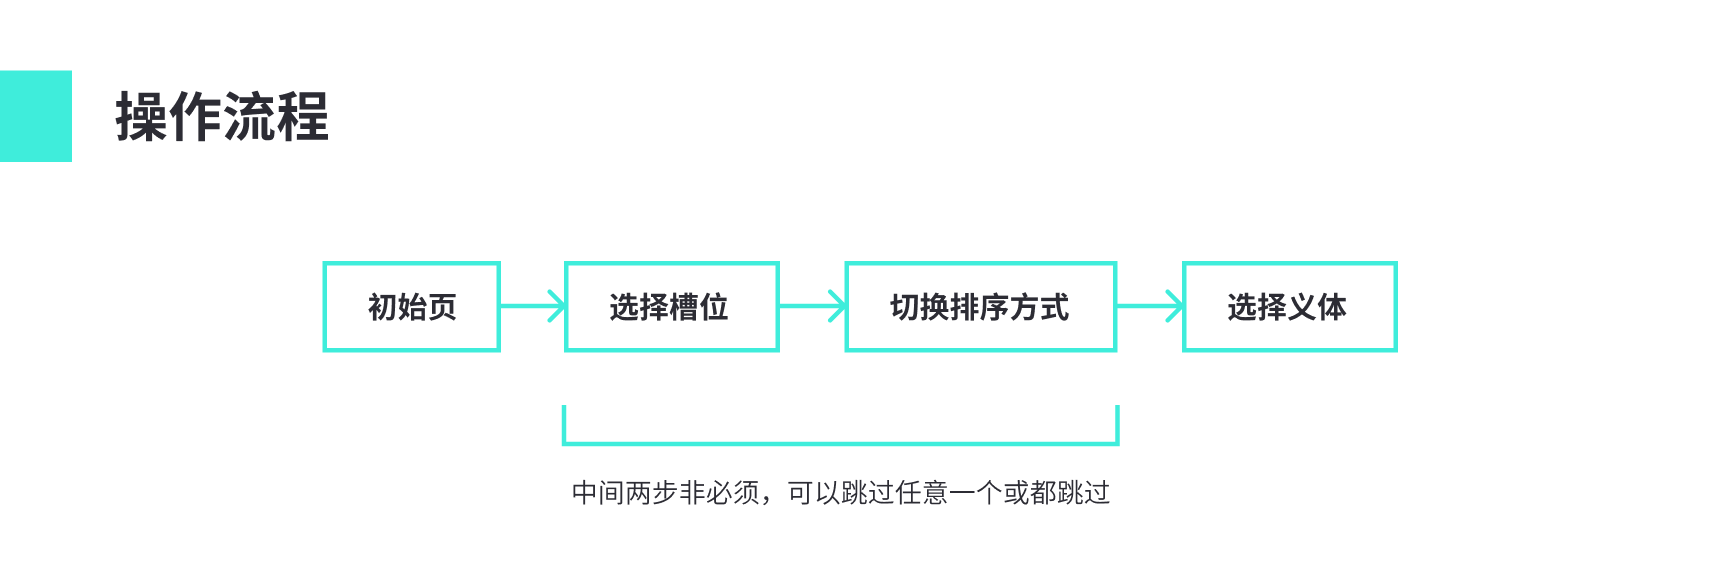 操作流程
初始页
选择槽位
切换排序方式
选择义体
中间两步非必须，可以跳过任意一个或都跳过